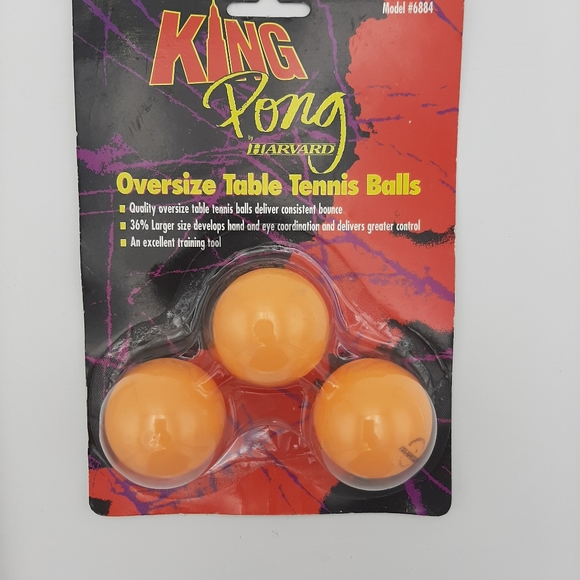 Model #6884
KING
Pong
by
HARVARD
Oversize Table Tennis Balls
Quality oversize table tennis balls deliver consistent bounce
36% Larger size develops hand and eye coordination and delivers greater control
An excellent training tool
HARVARD